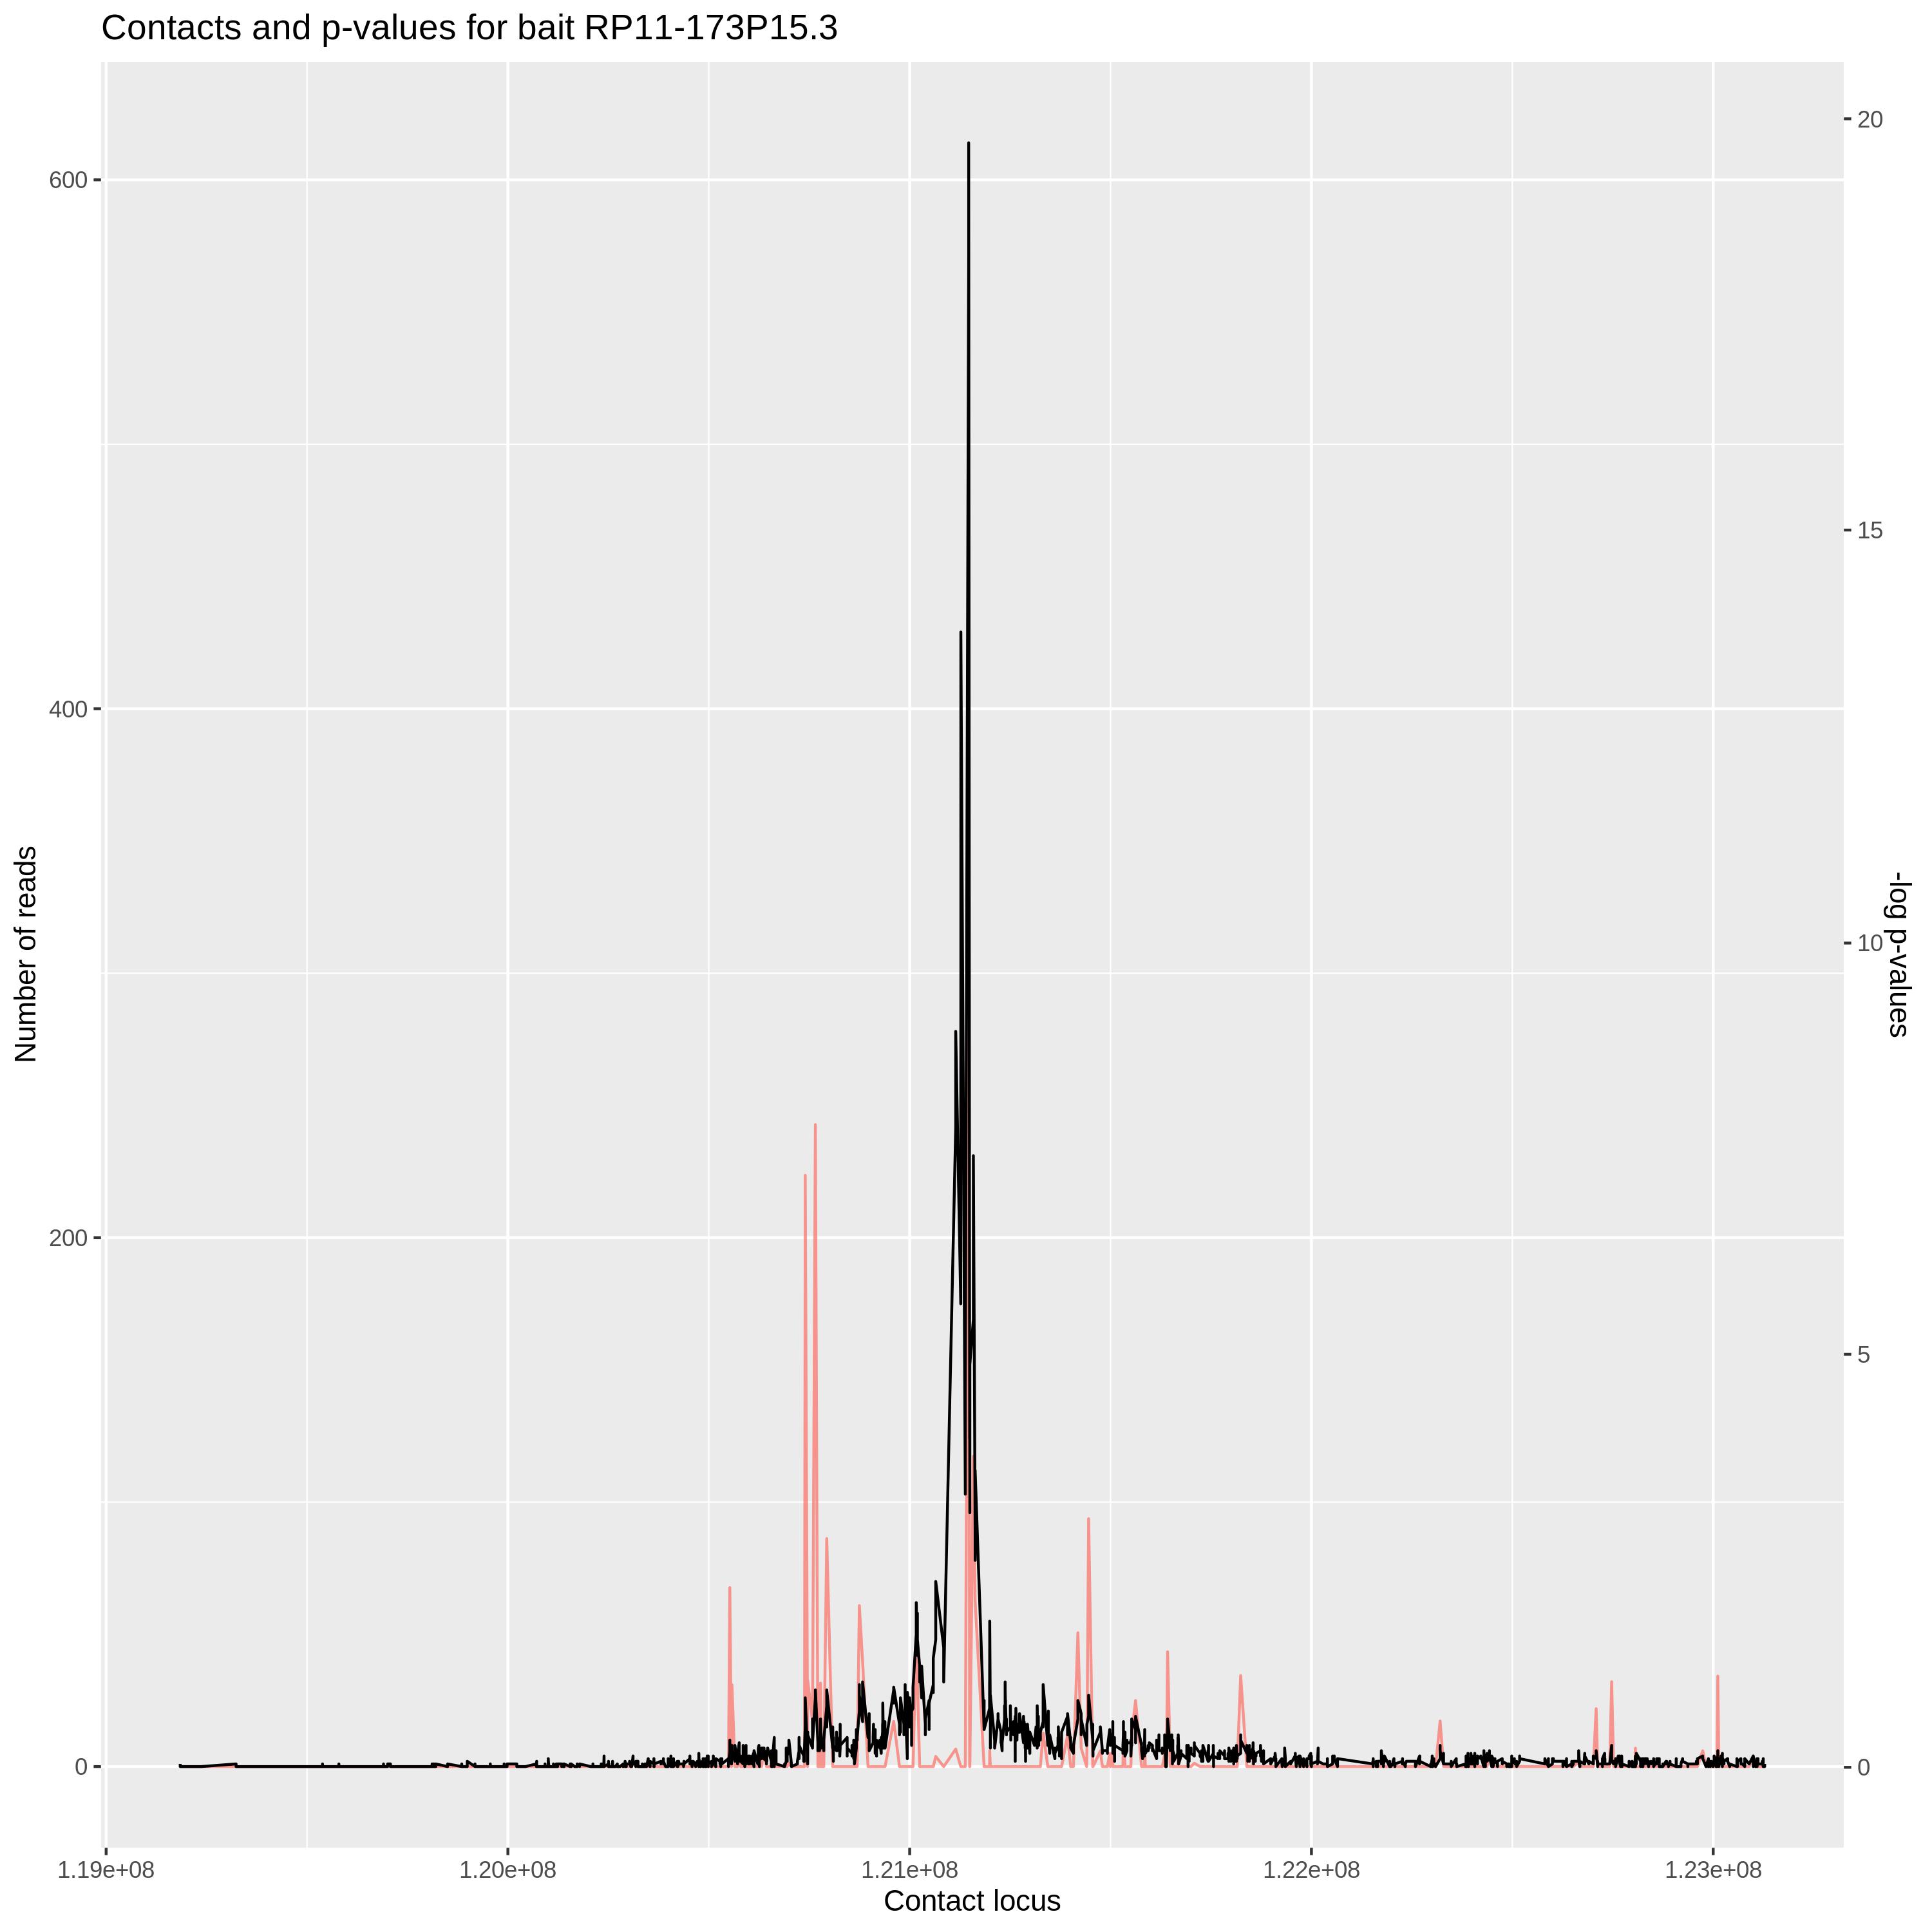 Contacts and p-values for bait RP11-173P15.3
600
400
200
0
Number of reads
20
15
10
5
0
-log p-values
1.19e+08
1.20e+08
1.21e+08
1.22e+08
1.23e+08
Contact locus